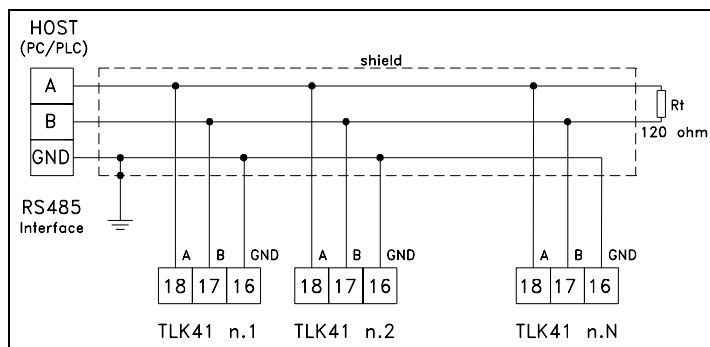 HOST
(PC/PLC)
shield
A
B
GND
Rt
120 ohm
RS485
Interface
A B GND
18 17 16
TLK41 n.1
A B GND
18 17 16
TLK41 n.2
A B GND
18 17 16
TLK41 n.N